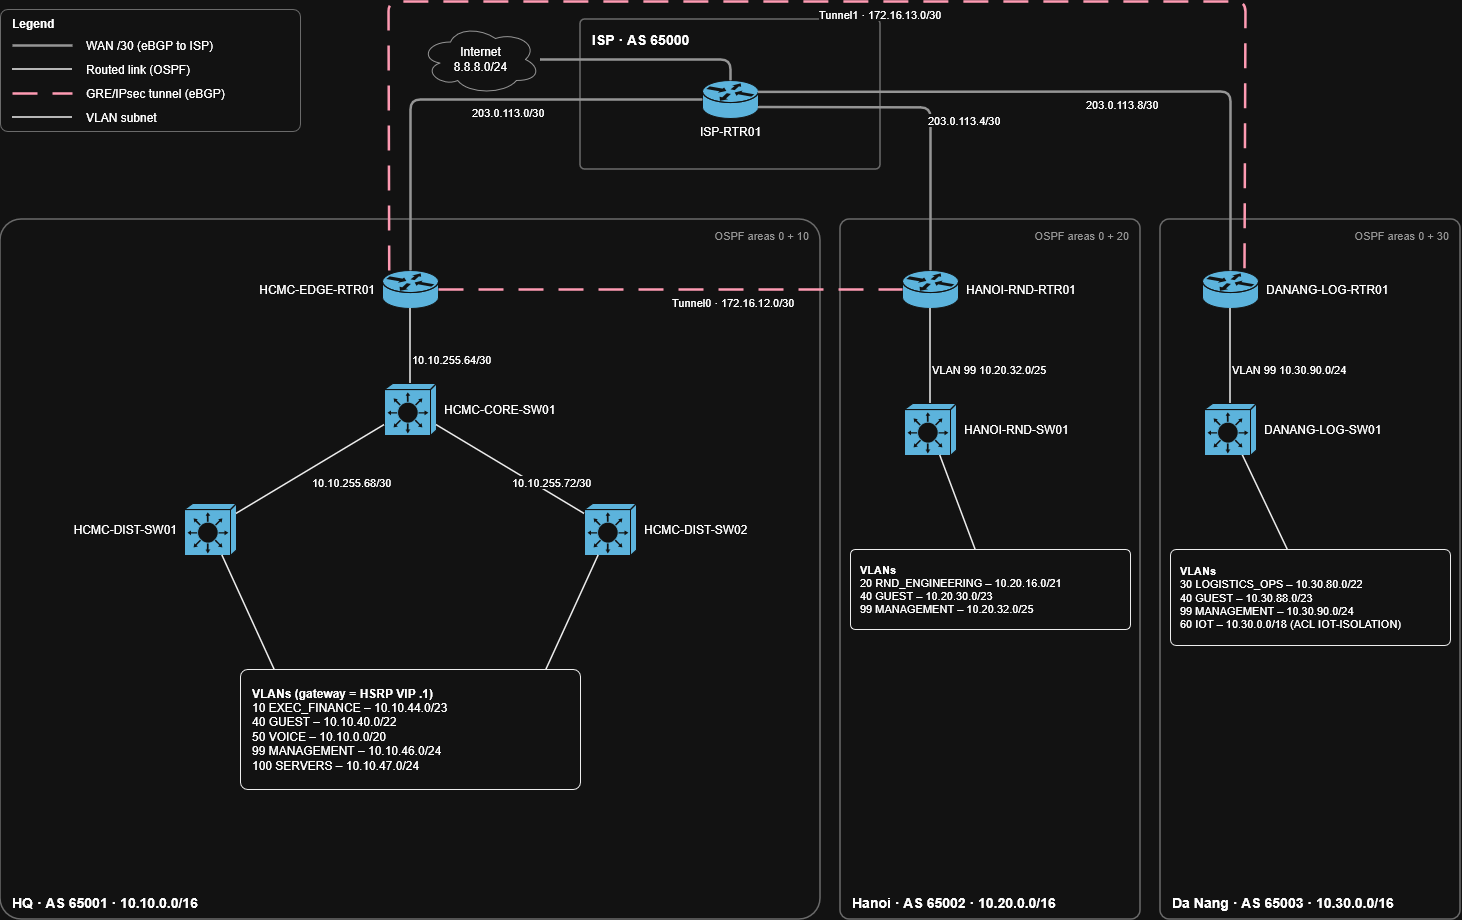 Legend
WAN /30 (eBGP to ISP)
Routed link (OSPF)
GRE/IPsec tunnel (eBGP)
VLAN subnet
Tunnel1 · 172.16.13.0/30
ISP · AS 65000
Internet
8.8.8.0/24
203.0.113.0/30
203.0.113.8/30
203.0.113.4/30
ISP-RTR01
OSPF areas 0 + 10
OSPF areas 0 + 20
OSPF areas 0 + 30
HCMC-EDGE-RTR01
Tunnel0 · 172.16.12.0/30
HANOI-RND-RTR01
DANANG-LOG-RTR01
10.10.255.64/30
VLAN 99 10.20.32.0/25
VLAN 99 10.30.90.0/24
HCMC-CORE-SW01
HANOI-RND-SW01
DANANG-LOG-SW01
10.10.255.68/30
10.10.255.72/30
HCMC-DIST-SW01
HCMC-DIST-SW02
VLANs
20 RND_ENGINEERING – 10.20.16.0/21
40 GUEST – 10.20.30.0/23
99 MANAGEMENT – 10.20.32.0/25
VLANs
30 LOGISTICS_OPS – 10.30.80.0/22
40 GUEST – 10.30.88.0/23
99 MANAGEMENT – 10.30.90.0/24
60 IOT – 10.30.0.0/18 (ACL IOT-ISOLATION)
VLANs (gateway = HSRP VIP .1)
10 EXEC_FINANCE – 10.10.44.0/23
40 GUEST – 10.10.40.0/22
50 VOICE – 10.10.0.0/20
99 MANAGEMENT – 10.10.46.0/24
100 SERVERS – 10.10.47.0/24
HQ · AS 65001 · 10.10.0.0/16
Hanoi · AS 65002 · 10.20.0.0/16
Da Nang · AS 65003 · 10.30.0.0/16